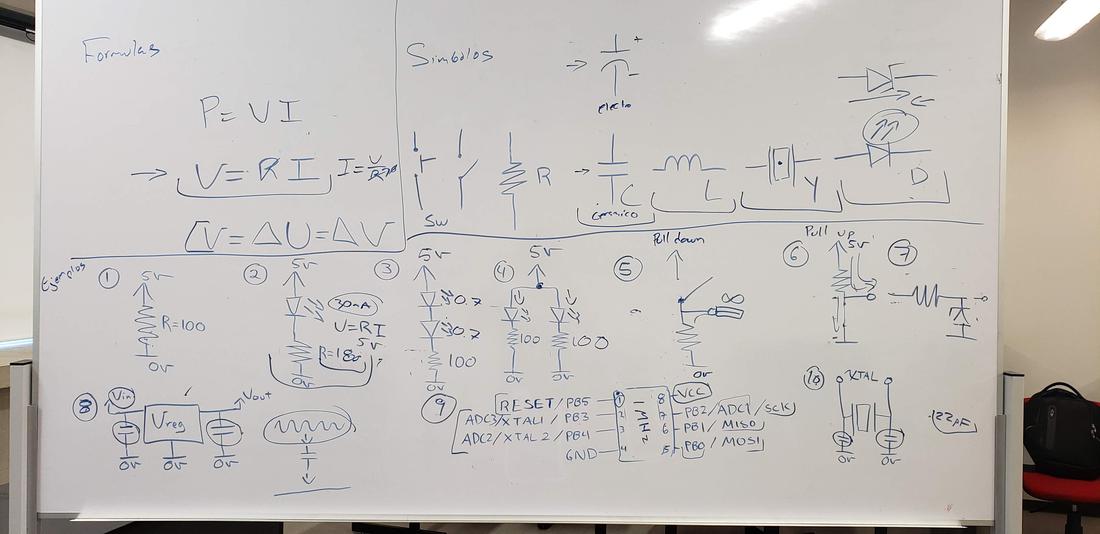 Formulas
P=VI
→ V=RI
V=ΔU=ΔV
Simbolos
→ + -
electo
SW
R
→ C
ceramico
L
Y
D
Ejemplos
① 5v
R=100
0v
② 5v
30mA
V=RI
5v
0v
③ 5v
0.7
0.7
100
0v
④ 5v
100
100
0v
0v
⑤ Pull down
∞
0v
⑥ Pull up
5v
0v
⑦
⑧ Vin
Vreg
Vout
0v
0v
0v
⑨ RESET/PB5 1
ADC3/XTAL1/PB3 2
ADC2/XTAL2/PB4 3
GND 4
8 VCC
7 PB2/ADC1/SCK
6 PB1/MISO
5 PB0/MOSI
⑩ XTAL
0v
0v
22pF